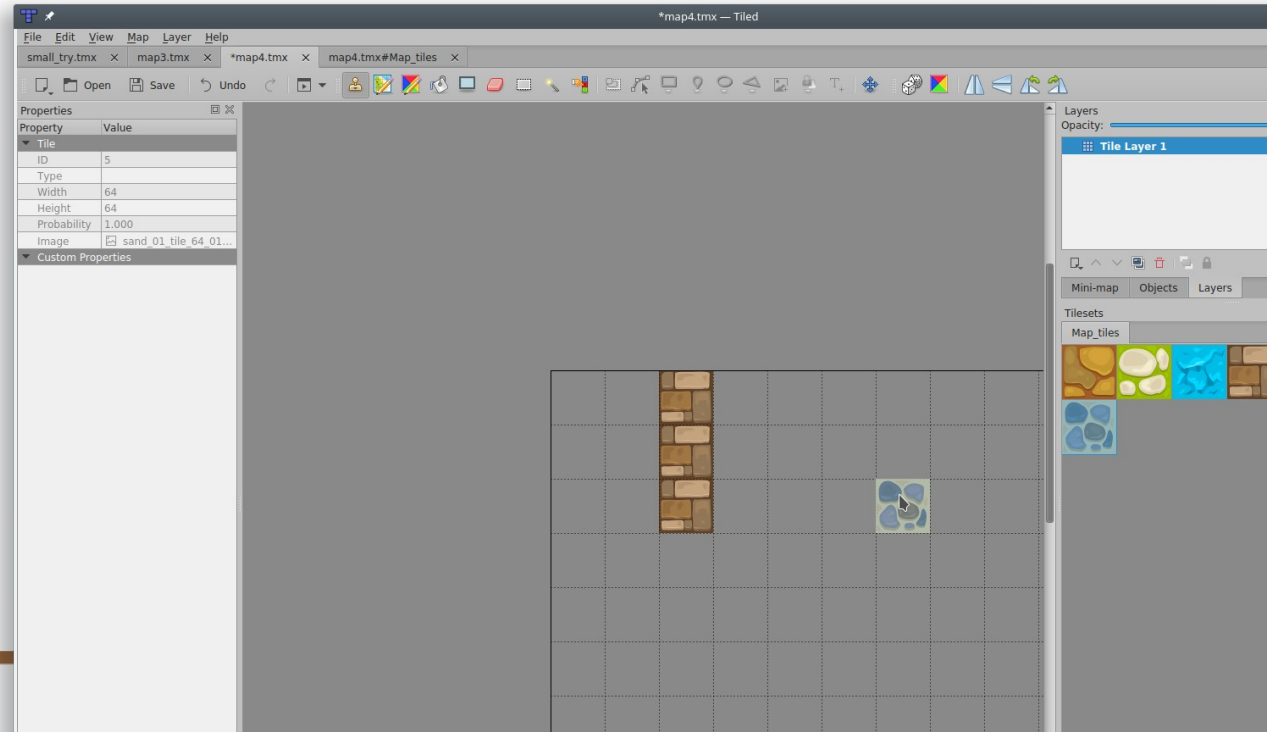 *map4.tmx — Tiled
File Edit View Map Layer Help
small_try.tmx map3.tmx *map4.tmx map4.tmx#Map_tiles
Open Save Undo
Properties
Property Value
Tile
ID 5
Type
Width 64
Height 64
Probability 1.000
Image sand_01_tile_64_01...
Custom Properties
Layers
Opacity:
Tile Layer 1
Mini-map Objects Layers
Tilesets
Map_tiles